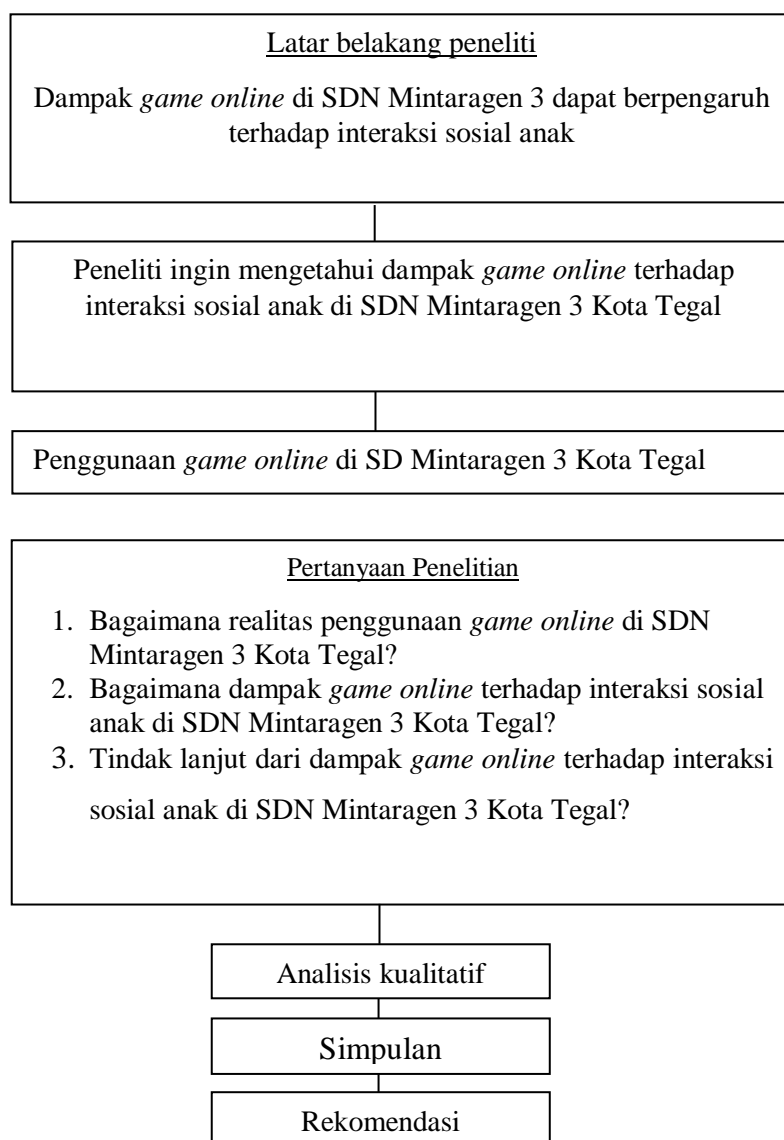 Latar belakang peneliti
Dampak game online di SDN Mintaragen 3 dapat berpengaruh
terhadap interaksi sosial anak
Peneliti ingin mengetahui dampak game online terhadap
interaksi sosial anak di SDN Mintaragen 3 Kota Tegal
Penggunaan game online di SD Mintaragen 3 Kota Tegal
Pertanyaan Penelitian
1. Bagaimana realitas penggunaan game online di SDN
Mintaragen 3 Kota Tegal?
2. Bagaimana dampak game online terhadap interaksi sosial
anak di SDN Mintaragen 3 Kota Tegal?
3. Tindak lanjut dari dampak game online terhadap interaksi
sosial anak di SDN Mintaragen 3 Kota Tegal?
Analisis kualitatif
Simpulan
Rekomendasi